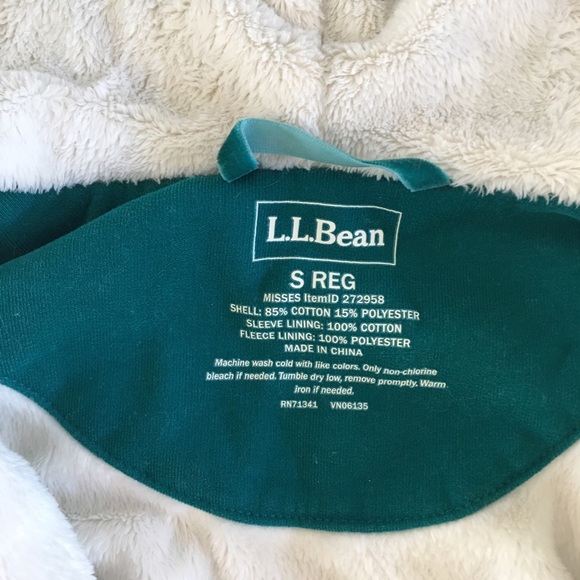 L.L.Bean
S REG
MISSES ItemID 272958
SHELL: 85% COTTON 15% POLYESTER
SLEEVE LINING: 100% COTTON
FLEECE LINING: 100% POLYESTER
MADE IN CHINA
Machine wash cold with like colors. Only non-chlorine
bleach if needed. Tumble dry low, remove promptly. Warm
iron if needed.
RN71341 VN06135